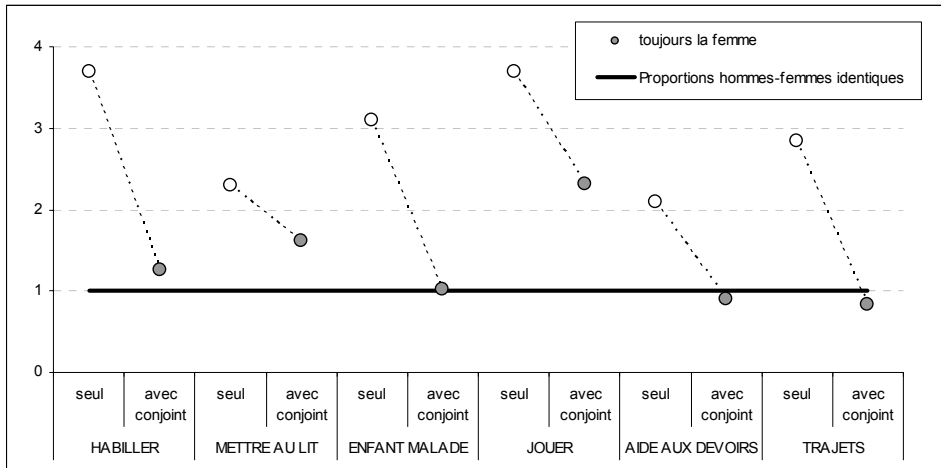 4
toujours la femme
Proportions hommes-femmes identiques
3
2
1
0
seul avec conjoint seul avec conjoint seul avec conjoint seul avec conjoint seul avec conjoint seul avec conjoint
HABILLER METTRE AU LIT ENFANT MALADE JOUER AIDE AUX DEVOIRS TRAJETS